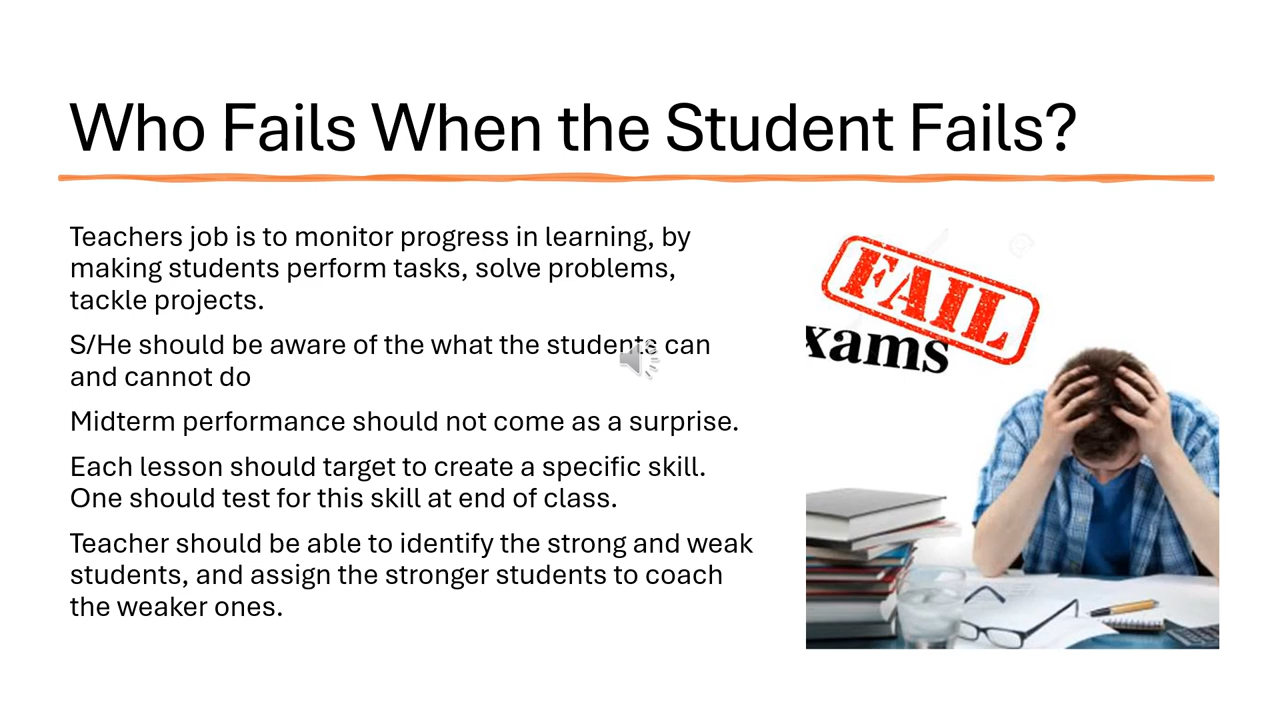 Who Fails When the Student Fails?
Teachers job is to monitor progress in learning, by
making students perform tasks, solve problems,
tackle projects.
S/He should be aware of the what the students can
and cannot do
Midterm performance should not come as a surprise.
Each lesson should target to create a specific skill.
One should test for this skill at end of class.
Teacher should be able to identify the strong and weak
students, and assign the stronger students to coach
the weaker ones.
FAIL
xams